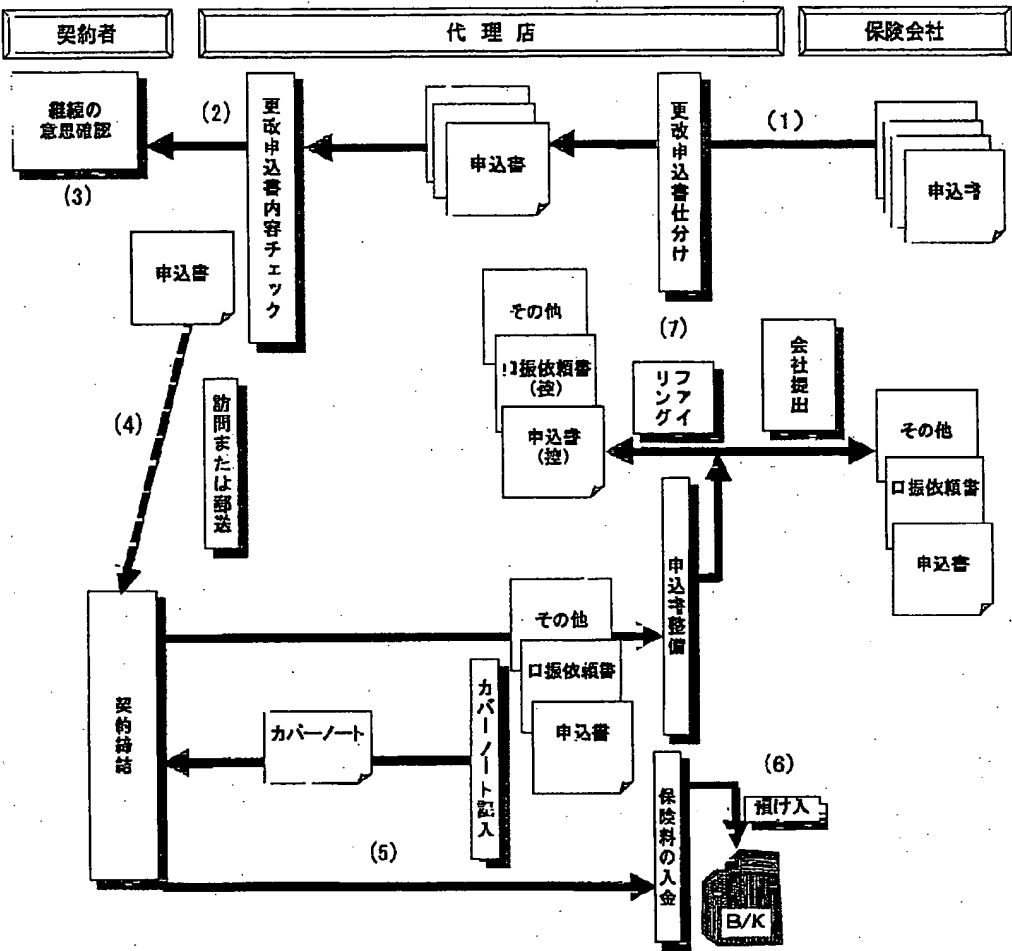 契約者
代理店
保険会社
継続の
意思確認
(3)
(2)
更改申込書内容チェック
申込書
更改申込書仕分け
(1)
申込書
申込書
(4)
訪問または郵送
その他
口振依頼書
(控)
申込書
(控)
(7)
ファイリング
会社提出
その他
口振依頼書
申込書
契約締結
その他
口振依頼書
申込書
申込書整備
カバーノート
カバーノート記入
(5)
保険料の入金
(6)
預け入
B/K